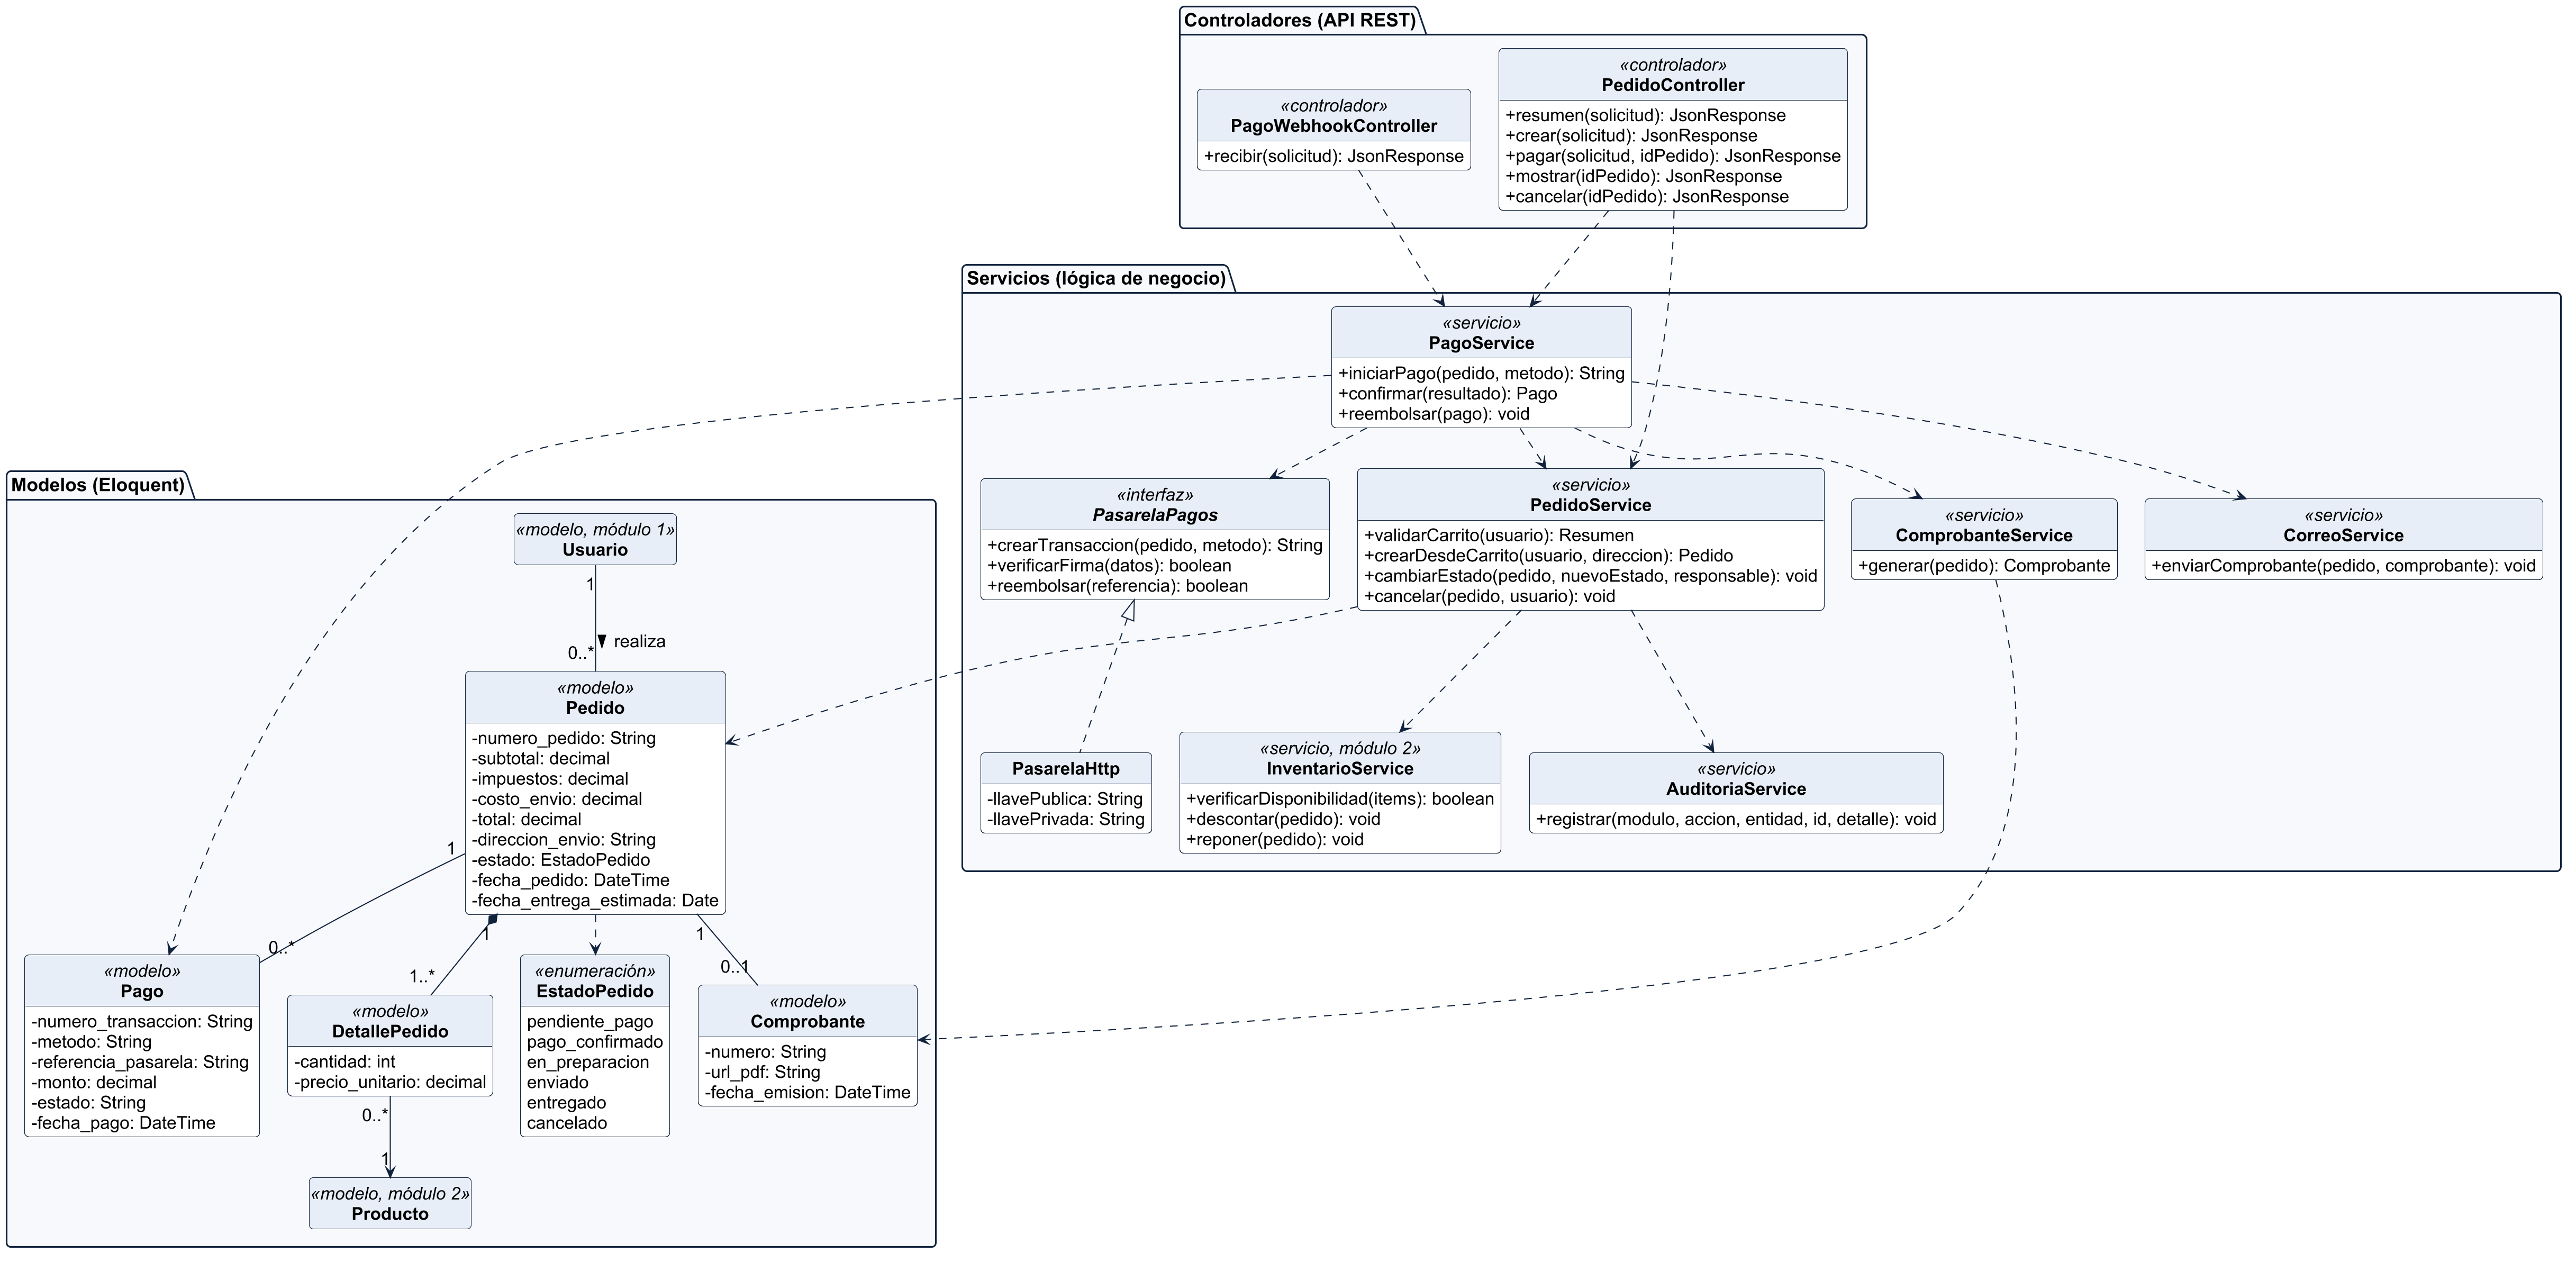 Controladores (API REST)
«controlador»
PagoWebhookController
+recibir(solicitud): JsonResponse
«controlador»
PedidoController
+resumen(solicitud): JsonResponse
+crear(solicitud): JsonResponse
+pagar(solicitud, idPedido): JsonResponse
+mostrar(idPedido): JsonResponse
+cancelar(idPedido): JsonResponse
Servicios (lógica de negocio)
«servicio»
PagoService
+iniciarPago(pedido, metodo): String
+confirmar(resultado): Pago
+reembolsar(pago): void
«interfaz»
PasarelaPagos
+crearTransaccion(pedido, metodo): String
+verificarFirma(datos): boolean
+reembolsar(referencia): boolean
«servicio»
PedidoService
+validarCarrito(usuario): Resumen
+crearDesdeCarrito(usuario, direccion): Pedido
+cambiarEstado(pedido, nuevoEstado, responsable): void
+cancelar(pedido, usuario): void
«servicio»
ComprobanteService
+generar(pedido): Comprobante
«servicio»
CorreoService
+enviarComprobante(pedido, comprobante): void
PasarelaHttp
-llavePublica: String
-llavePrivada: String
«servicio, módulo 2»
InventarioService
+verificarDisponibilidad(items): boolean
+descontar(pedido): void
+reponer(pedido): void
«servicio»
AuditoriaService
+registrar(modulo, accion, entidad, id, detalle): void
Modelos (Eloquent)
«modelo, módulo 1»
Usuario
1
realiza
0..*
«modelo»
Pedido
-numero_pedido: String
-subtotal: decimal
-impuestos: decimal
-costo_envio: decimal
-total: decimal
-direccion_envio: String
-estado: EstadoPedido
-fecha_pedido: DateTime
-fecha_entrega_estimada: Date
1
0..*
1
1..*
1
0..1
«modelo»
Pago
-numero_transaccion: String
-metodo: String
-referencia_pasarela: String
-monto: decimal
-estado: String
-fecha_pago: DateTime
«modelo»
DetallePedido
-cantidad: int
-precio_unitario: decimal
«enumeración»
EstadoPedido
pendiente_pago
pago_confirmado
en_preparacion
enviado
entregado
cancelado
«modelo»
Comprobante
-numero: String
-url_pdf: String
-fecha_emision: DateTime
0..*
1
«modelo, módulo 2»
Producto